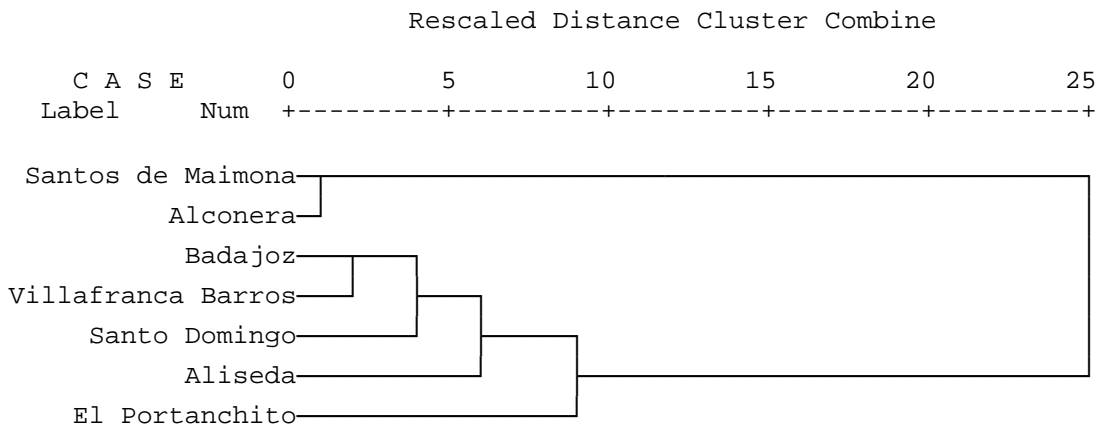 Rescaled Distance Cluster Combine
C A S E 0 5 10 15 20 25
Label Num +---------+---------+---------+---------+---------+
Santos de Maimona
Alconera
Badajoz
Villafranca Barros
Santo Domingo
Aliseda
El Portanchito